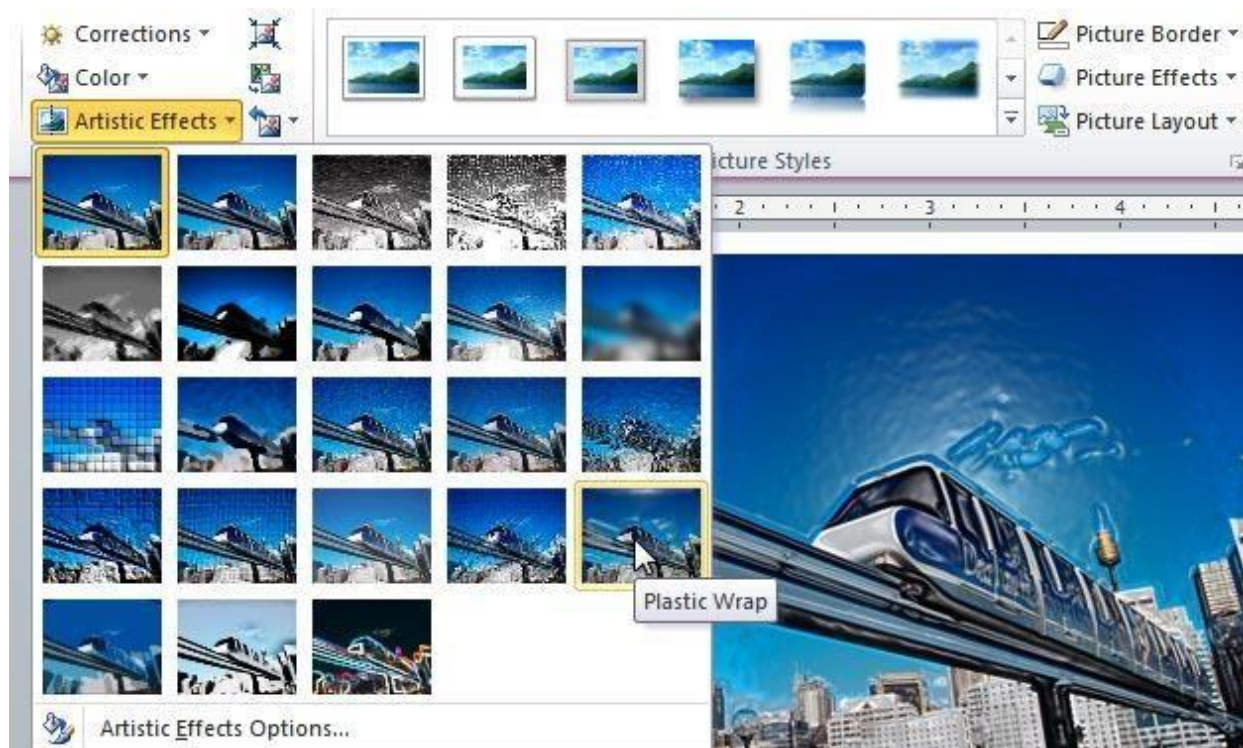 Corrections
Color
Artistic Effects
Picture Border
Picture Effects
Picture Layout
icture Styles
2 3 4
Plastic Wrap
Artistic Effects Options...